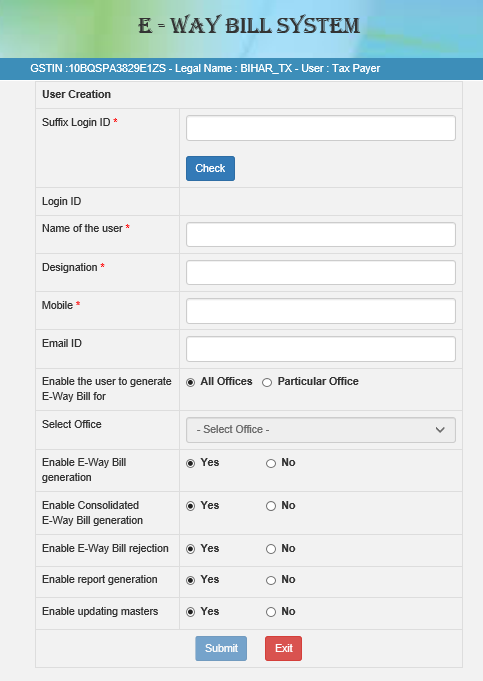 E - WAY BILL SYSTEM
GSTIN :10BQSPA3829E1ZS - Legal Name : BIHAR_TX - User : Tax Payer
User Creation
Suffix Login ID *
Check
Login ID
Name of the user *
Designation *
Mobile *
Email ID
Enable the user to generate
E-Way Bill for
All Offices
Particular Office
Select Office
- Select Office -
Enable E-Way Bill
generation
Yes
No
Enable Consolidated
E-Way Bill generation
Yes
No
Enable E-Way Bill rejection
Yes
No
Enable report generation
Yes
No
Enable updating masters
Yes
No
Submit
Exit